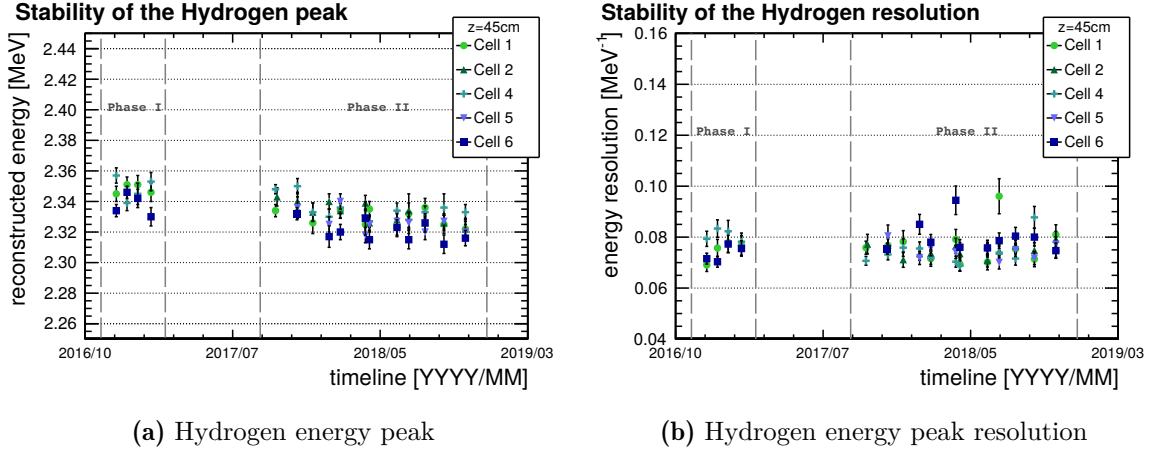 Stability of the Hydrogen peak
reconstructed energy [MeV]
2.44
2.42
2.40
2.38
2.36
2.34
2.32
2.30
2.28
2.26
Phase I
Phase II
z=45cm
Cell 1
Cell 2
Cell 4
Cell 5
Cell 6
2016/10
2017/07
2018/05
2019/03
timeline [YYYY/MM]
(a) Hydrogen energy peak
Stability of the Hydrogen resolution
energy resolution [MeV⁻¹]
0.16
0.14
0.12
0.10
0.08
0.06
0.04
Phase I
Phase II
z=45cm
Cell 1
Cell 2
Cell 4
Cell 5
Cell 6
2016/10
2017/07
2018/05
2019/03
timeline [YYYY/MM]
(b) Hydrogen energy peak resolution